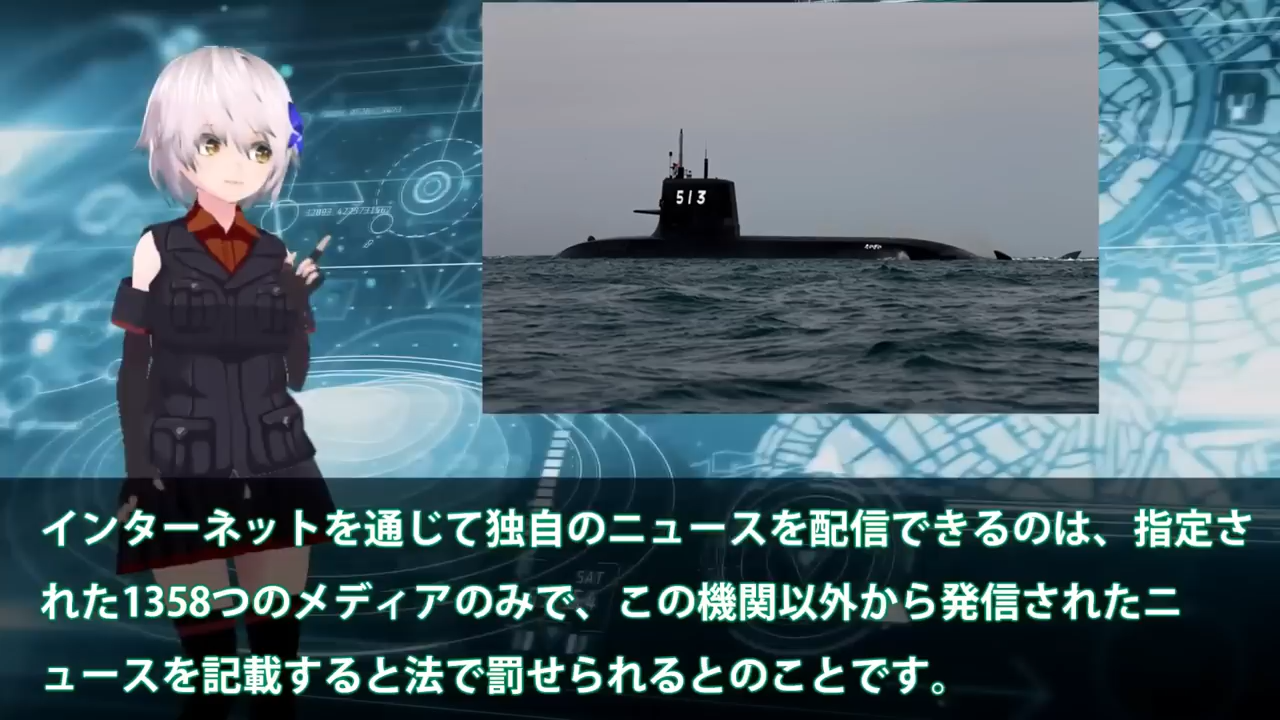 513
インターネットを通じて独自のニュースを配信できるのは、指定さ
れた1358つのメディアのみで、この機関以外から発信されたニ
ュースを記載すると法で罰せられるとのことです。
SAT